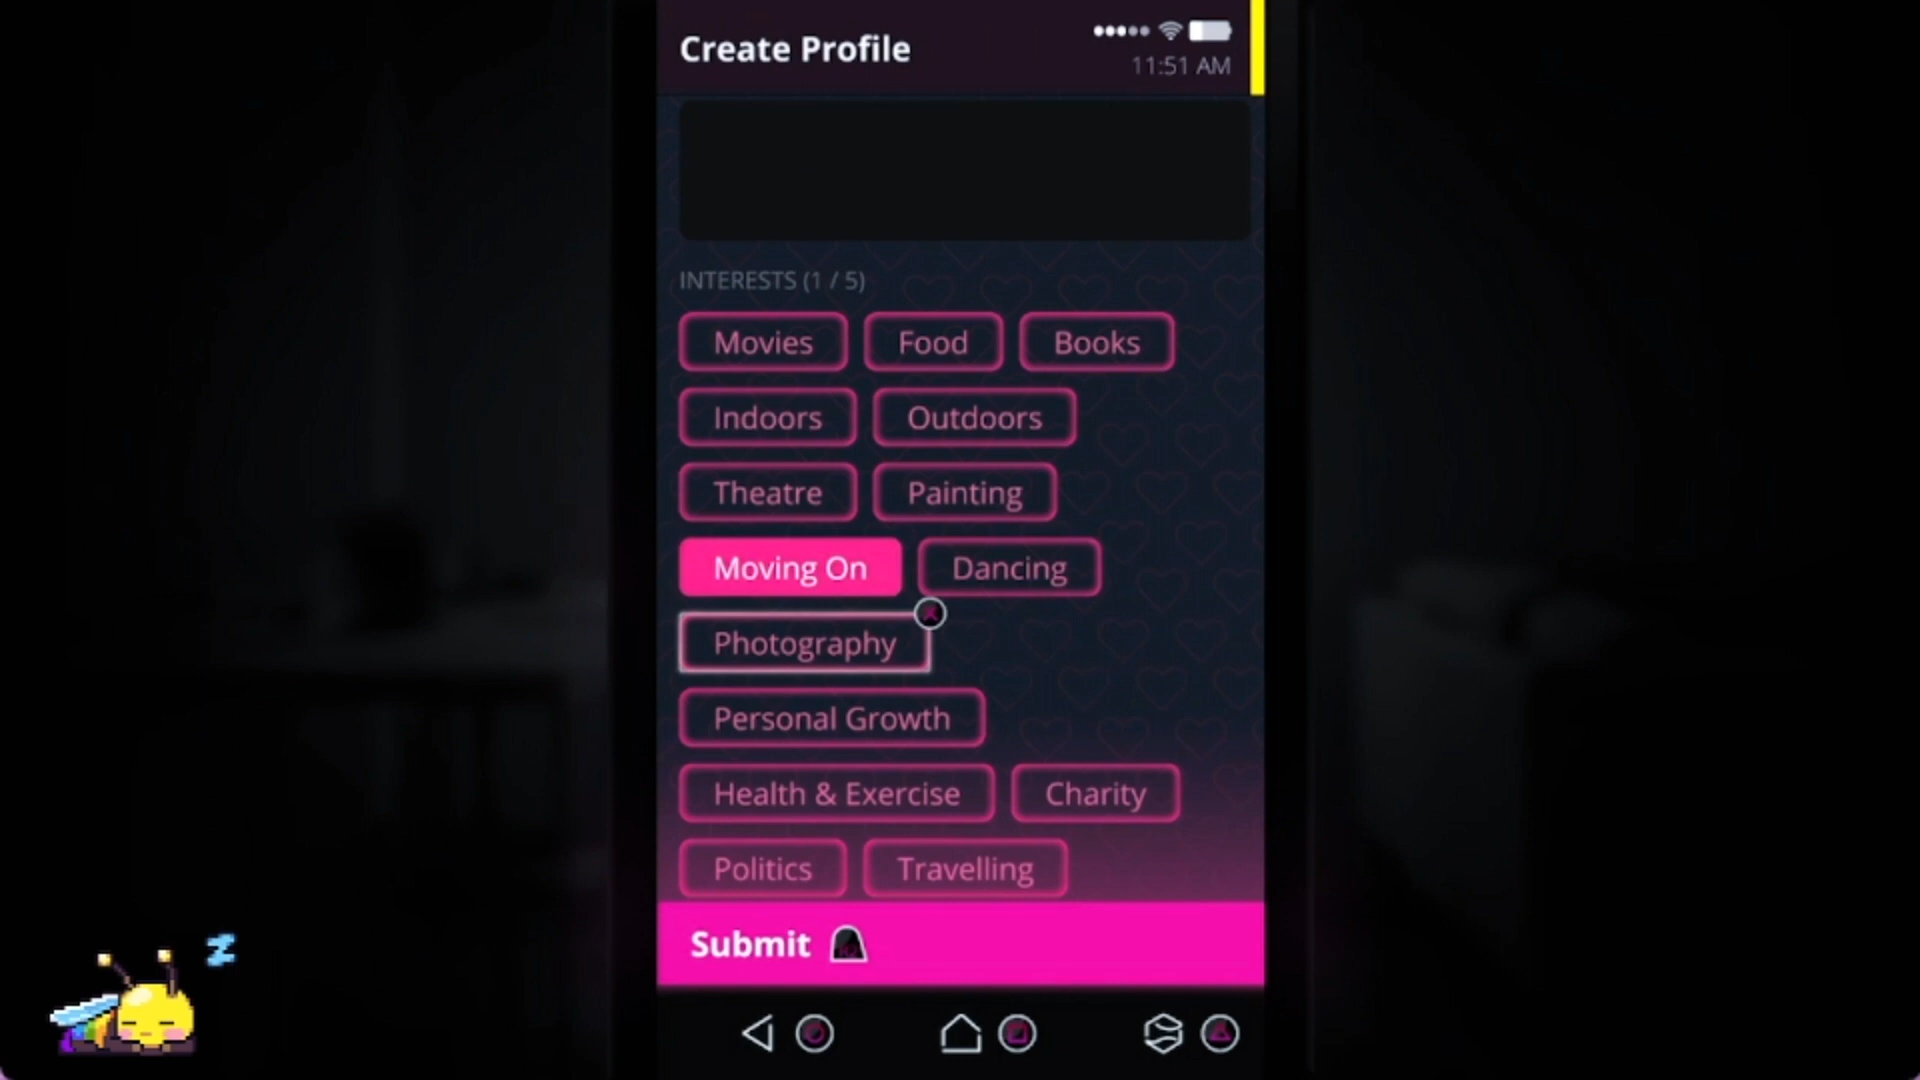 Create Profile
11:51 AM
INTERESTS (1 / 5)
Movies Food Books
Indoors Outdoors
Theatre Painting
Moving On Dancing
Photography
Personal Growth
Health & Exercise Charity
Politics Travelling
Submit
z